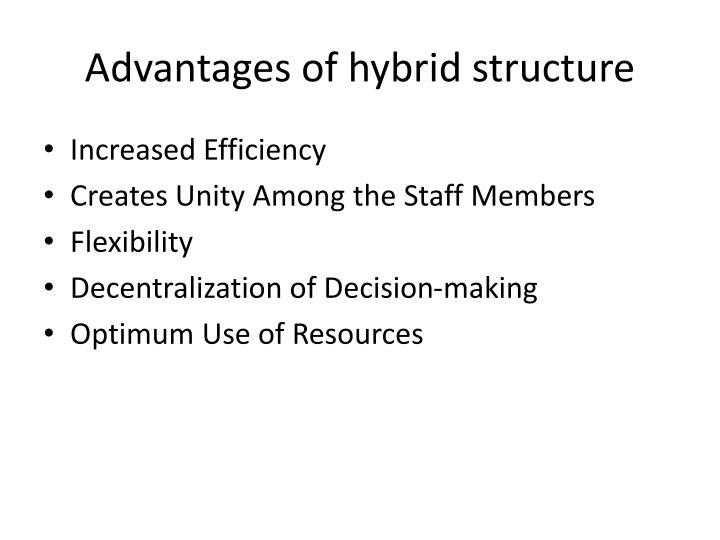 Advantages of hybrid structure
• Increased Efficiency
• Creates Unity Among the Staff Members
• Flexibility
• Decentralization of Decision-making
• Optimum Use of Resources